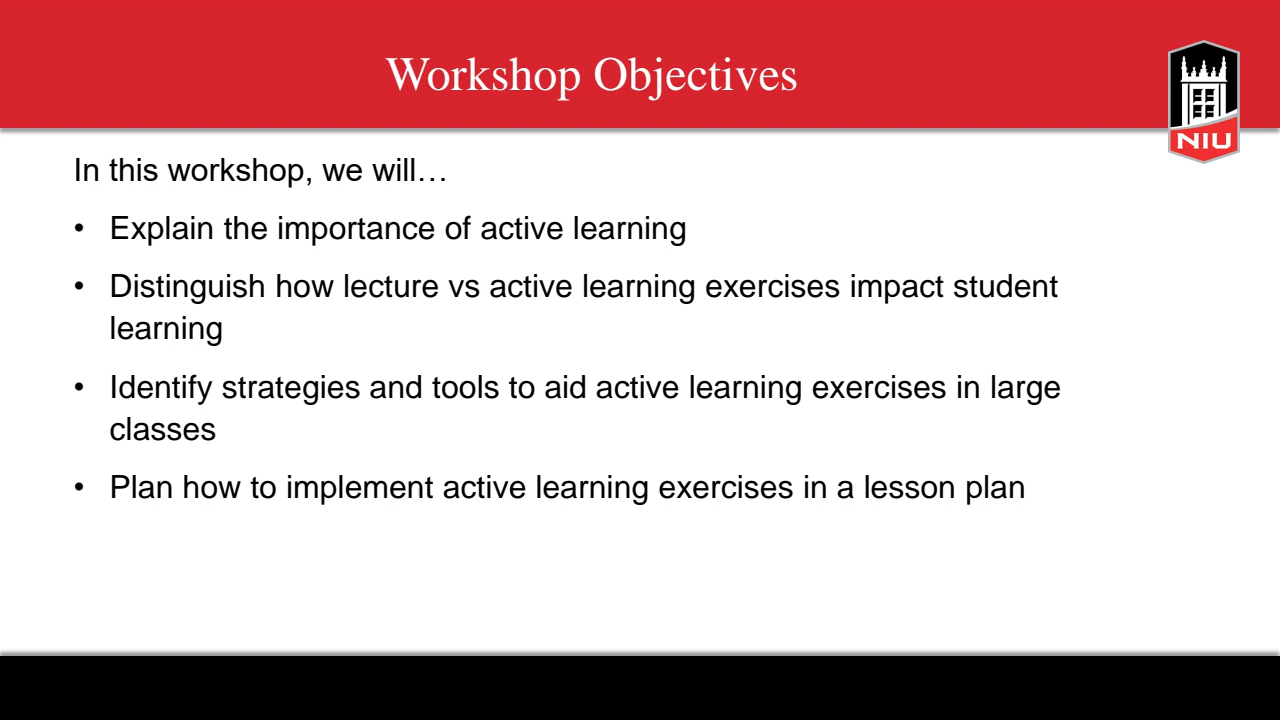 Workshop Objectives
NIU
In this workshop, we will…
• Explain the importance of active learning
• Distinguish how lecture vs active learning exercises impact student
learning
• Identify strategies and tools to aid active learning exercises in large
classes
• Plan how to implement active learning exercises in a lesson plan